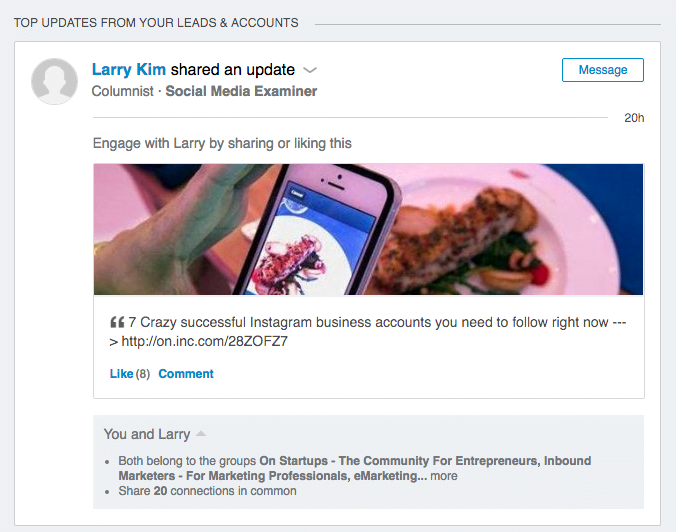 TOP UPDATES FROM YOUR LEADS & ACCOUNTS
Larry Kim shared an update
Message
Columnist · Social Media Examiner
20h
Engage with Larry by sharing or liking this
Cancel
“ 7 Crazy successful Instagram business accounts you need to follow right now ---
> http://on.inc.com/28ZOFZ7
Like (8) Comment
You and Larry
• Both belong to the groups On Startups - The Community For Entrepreneurs, Inbound
Marketers - For Marketing Professionals, eMarketing... more
• Share 20 connections in common